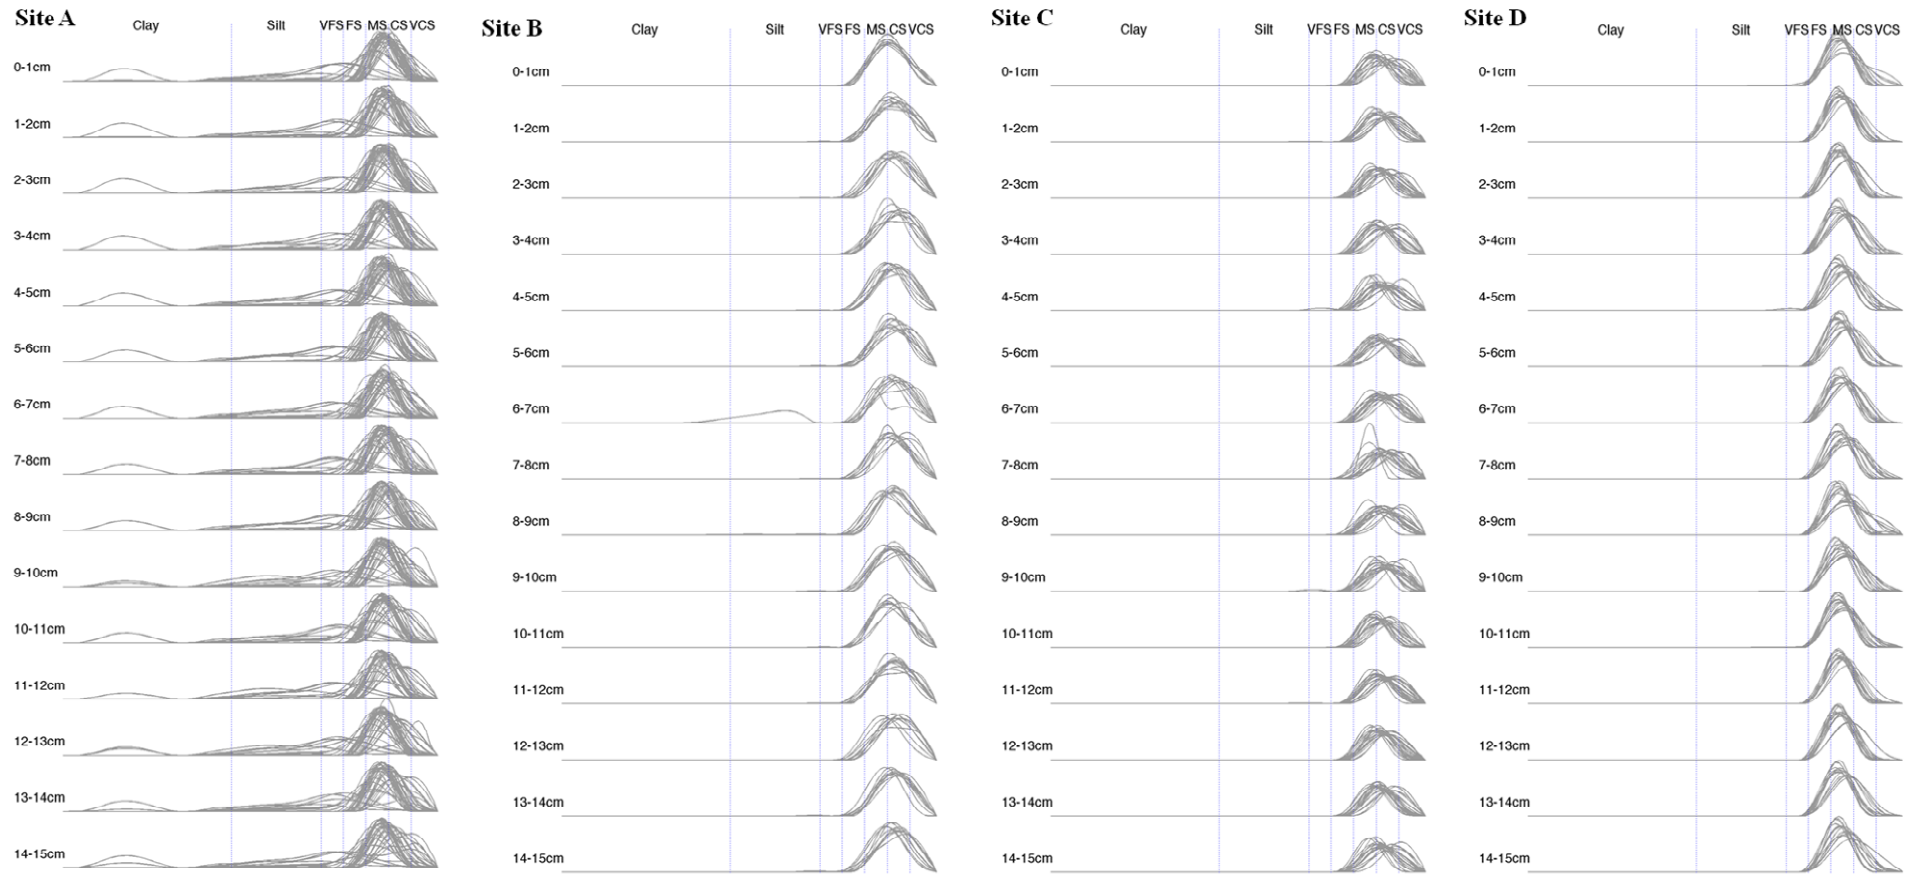 Site A
Clay Silt VFS FS MS CS VCS
0-1cm
1-2cm
2-3cm
3-4cm
4-5cm
5-6cm
6-7cm
7-8cm
8-9cm
9-10cm
10-11cm
11-12cm
12-13cm
13-14cm
14-15cm
Site B
Clay Silt VFS FS MS CS VCS
0-1cm
1-2cm
2-3cm
3-4cm
4-5cm
5-6cm
6-7cm
7-8cm
8-9cm
9-10cm
10-11cm
11-12cm
12-13cm
13-14cm
14-15cm
Site C
Clay Silt VFS FS MS CS VCS
0-1cm
1-2cm
2-3cm
3-4cm
4-5cm
5-6cm
6-7cm
7-8cm
8-9cm
9-10cm
10-11cm
11-12cm
12-13cm
13-14cm
14-15cm
Site D
Clay Silt VFS FS MS CS VCS
0-1cm
1-2cm
2-3cm
3-4cm
4-5cm
5-6cm
6-7cm
7-8cm
8-9cm
9-10cm
10-11cm
11-12cm
12-13cm
13-14cm
14-15cm